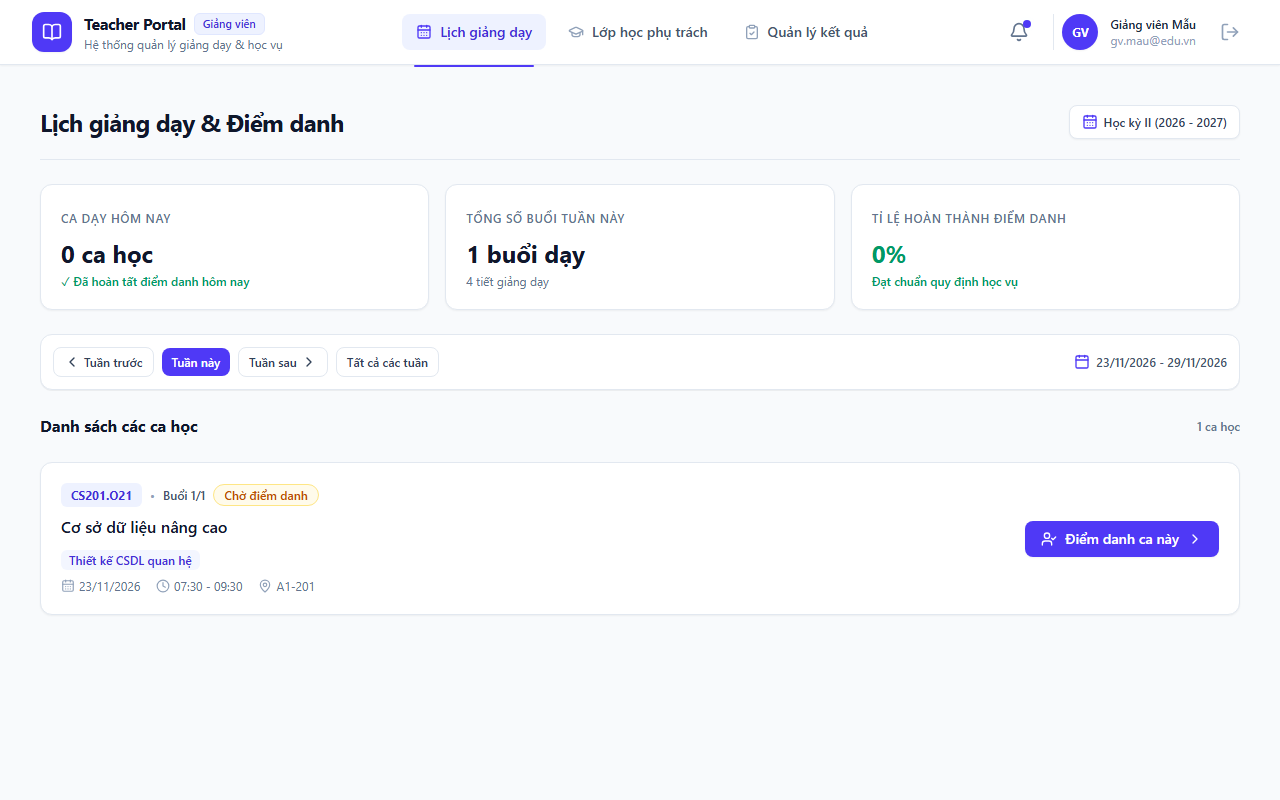 Teacher Portal Giảng viên
Hệ thống quản lý giảng dạy & học vụ
Lịch giảng dạy
Lớp học phụ trách
Quản lý kết quả
GV
Giảng viên Mẫu
gv.mau@edu.vn
Lịch giảng dạy & Điểm danh
Học kỳ II (2026 - 2027)
CA DẠY HÔM NAY
0 ca học
✓ Đã hoàn tất điểm danh hôm nay
TỔNG SỐ BUỔI TUẦN NÀY
1 buổi dạy
4 tiết giảng dạy
TỈ LỆ HOÀN THÀNH ĐIỂM DANH
0%
Đạt chuẩn quy định học vụ
Tuần trước
Tuần này
Tuần sau
Tất cả các tuần
23/11/2026 - 29/11/2026
Danh sách các ca học
1 ca học
CS201.O21 • Buổi 1/1 Chờ điểm danh
Cơ sở dữ liệu nâng cao
Thiết kế CSDL quan hệ
23/11/2026 07:30 - 09:30 A1-201
Điểm danh ca này